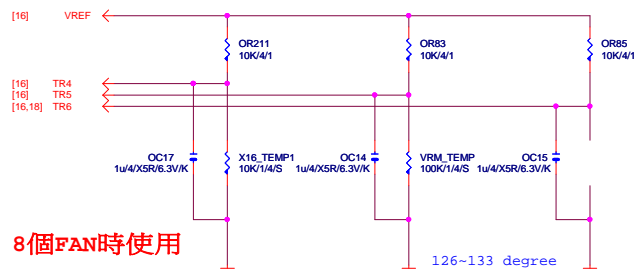 [16] VREF
OR211
10K/4/1
OR83
10K/4/1
OR85
10K/4/1
[16] TR4
[16] TR5
[16,18] TR6
OC17
1u/4/X5R/6.3V/K
X16_TEMP1
10K/1/4/S
OC14
1u/4/X5R/6.3V/K
VRM_TEMP
100K/1/4/S
OC15
1u/4/X5R/6.3V/K
8個FAN時使用
126~133 degree